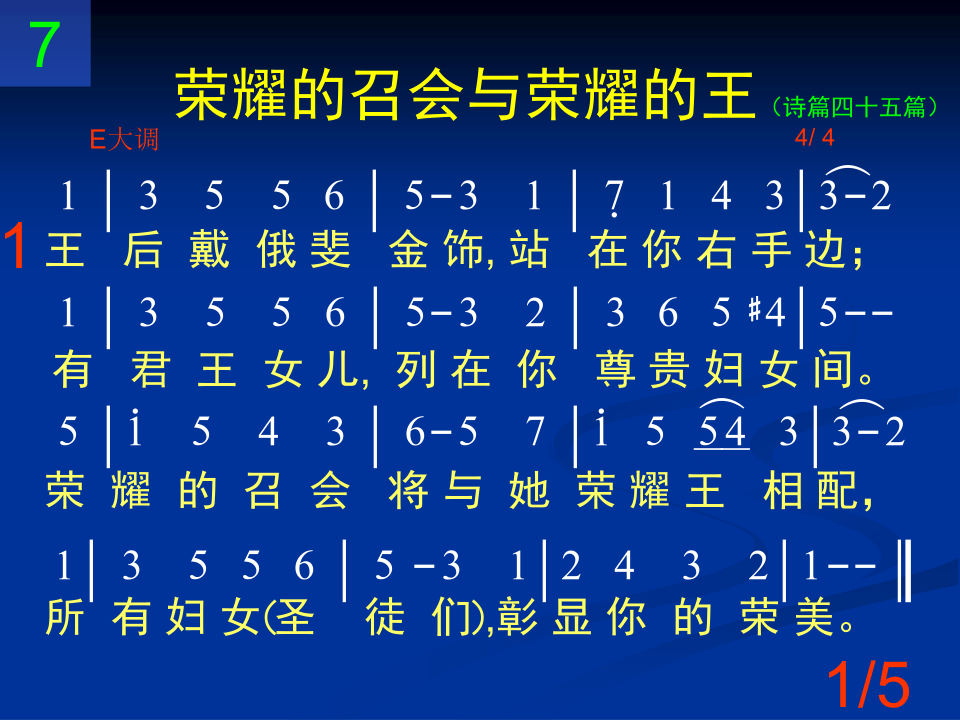 7
荣耀的召会与荣耀的王（诗篇四十五篇）
E大调 4/ 4
1 | 3 5 5 6 | 5-3 1 | 7̣ 1 4 3 | 3-2
1 王 后 戴 俄 斐 金 饰, 站 在 你 右 手 边；
1 | 3 5 5 6 | 5-3 2 | 3 6 5 #4 | 5--
有 君 王 女 儿, 列 在 你 尊 贵 妇 女 间。
5 | i 5 4 3 | 6-5 7 | i 5 54 3 | 3-2
荣 耀 的 召 会 将 与 她 荣 耀 王 相 配，
1 | 3 5 5 6 | 5 -3 1 | 2 4 3 2 | 1-- ‖
所 有 妇 女(圣 徒 们),彰 显 你 的 荣 美。
1/5